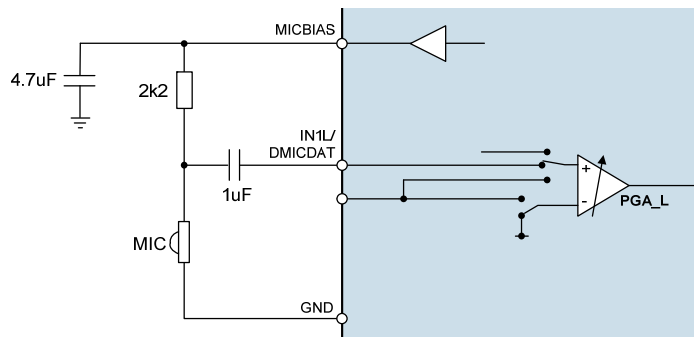 MICBIAS
4.7uF
2k2
IN1L/
DMICDAT
1uF
+
-
PGA_L
MIC
GND